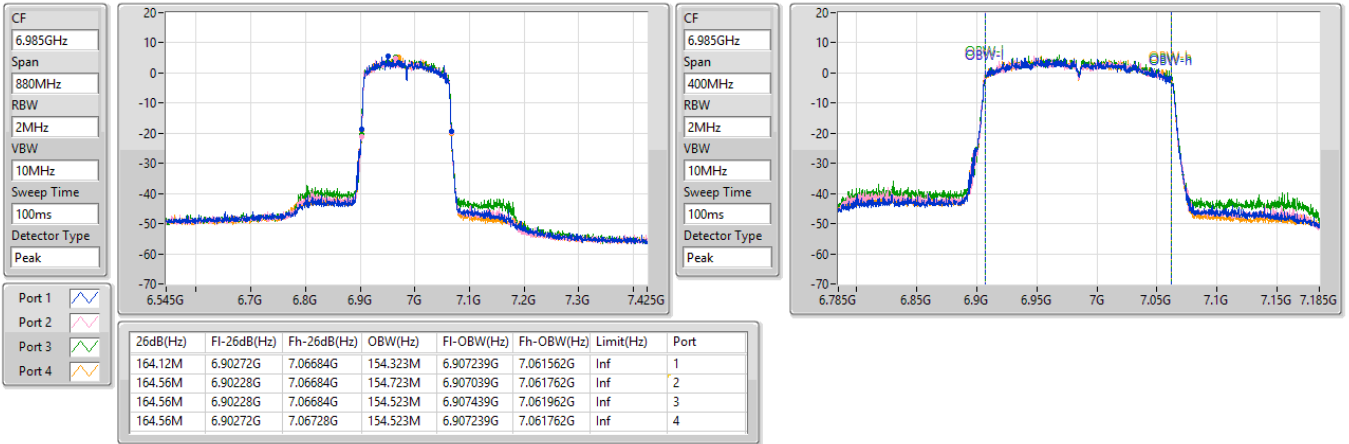 CF
6.985GHz
Span
880MHz
RBW
2MHz
VBW
10MHz
Sweep Time
100ms
Detector Type
Peak
20
10
0
-10
-20
-30
-40
-50
-60
-70
6.545G 6.7G 6.8G 6.9G 7G 7.1G 7.2G 7.3G 7.425G
CF
6.985GHz
Span
400MHz
RBW
2MHz
VBW
10MHz
Sweep Time
100ms
Detector Type
Peak
20
10
0
-10
-20
-30
-40
-50
-60
-70
OBW-l
OBW-h
6.785G 6.85G 6.9G 6.95G 7G 7.05G 7.1G 7.15G 7.185G
Port 1
Port 2
Port 3
Port 4
26dB(Hz) Fl-26dB(Hz) Fh-26dB(Hz) OBW(Hz) Fl-OBW(Hz) Fh-OBW(Hz) Limit(Hz) Port
164.12M 6.90272G 7.06684G 154.323M 6.907239G 7.061562G Inf 1
164.56M 6.90228G 7.06684G 154.723M 6.907039G 7.061762G Inf 2
164.56M 6.90228G 7.06684G 154.523M 6.907439G 7.061962G Inf 3
164.56M 6.90272G 7.06728G 154.523M 6.907239G 7.061762G Inf 4